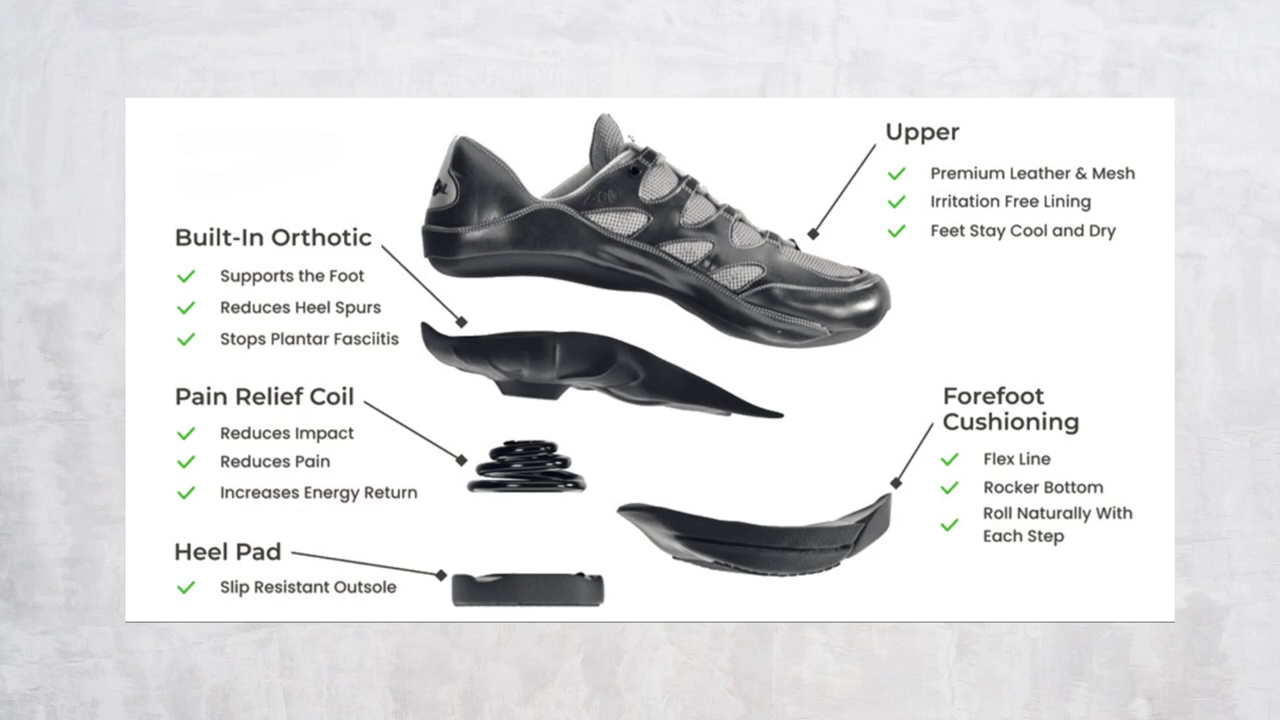 Upper
Premium Leather & Mesh
Irritation Free Lining
Feet Stay Cool and Dry
Built-In Orthotic
Supports the Foot
Reduces Heel Spurs
Stops Plantar Fasciitis
Pain Relief Coil
Reduces Impact
Reduces Pain
Increases Energy Return
Forefoot
Cushioning
Flex Line
Rocker Bottom
Roll Naturally With
Each Step
Heel Pad
Slip Resistant Outsole